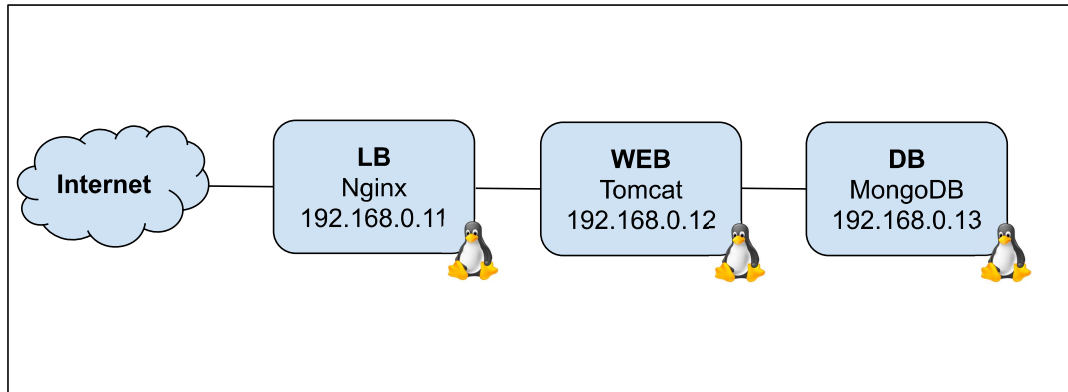 Internet
LB
Nginx
192.168.0.11
WEB
Tomcat
192.168.0.12
DB
MongoDB
192.168.0.13